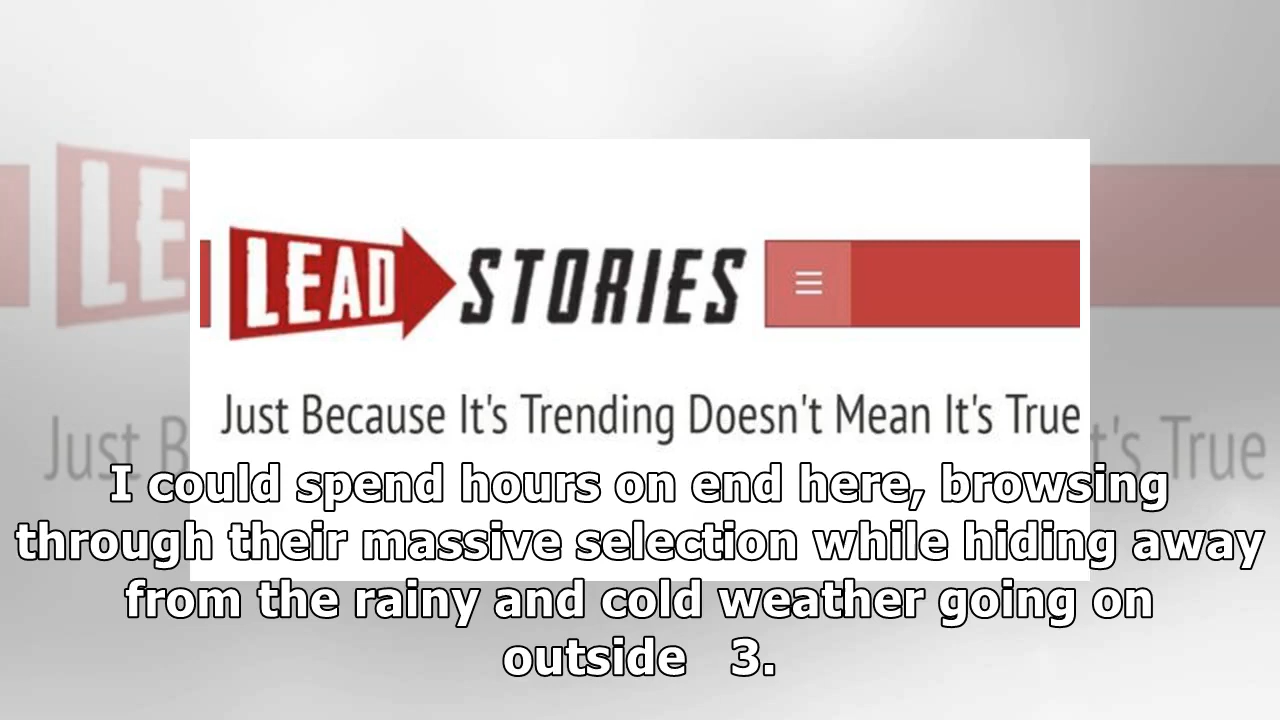 LEAD STORIES
Just Because It's Trending Doesn't Mean It's True
I could spend hours on end here, browsing
through their massive selection while hiding away
from the rainy and cold weather going on
outside 3.